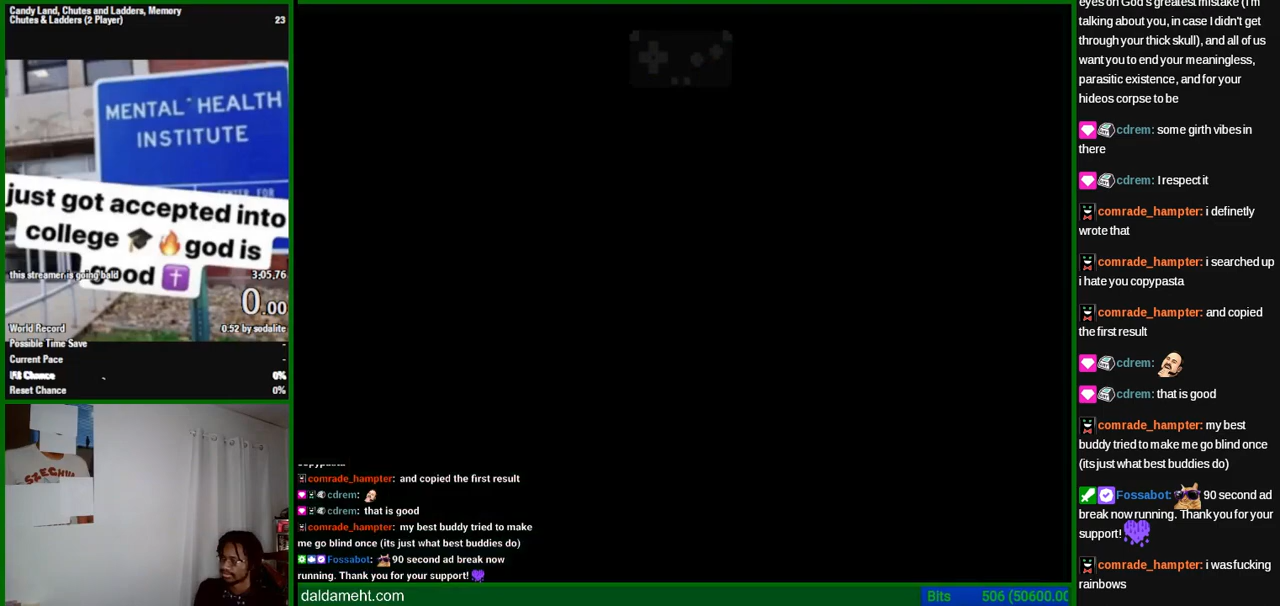 Candy Land, Chutes and Ladders, Memory
Chutes & Ladders (2 Player)
23
MENTAL HEALTH
INSTITUTE
CENTER FOR
just got accepted into
college 🎓🔥god is
good ✝️
this streamer is going bald
3:05.76
0.00
World Record
0.52 by sodalite
Possible Time Save
-
Current Pace
-
Chance
0%
Reset Chance
0%
copypasta
comrade_hampter: and copied the first result
cdrem:
cdrem: that is good
comrade_hampter: my best buddy tried to make
me go blind once (its just what best buddies do)
Fossabot: 90 second ad break now
running. Thank you for your support!
daldameht.com
Bits
506 (50600.00
eyes on God's greatest mistake (I'm
talking about you, in case I didn't get
through your thick skull), and all of us
want you to end your meaningless,
parasitic existence, and for your
hideos corpse to be
cdrem: some girth vibes in
there
cdrem: I respect it
comrade_hampter: i definetly
wrote that
comrade_hampter: i searched up
i hate you copypasta
comrade_hampter: and copied
the first result
cdrem:
cdrem: that is good
comrade_hampter: my best
buddy tried to make me go blind once
(its just what best buddies do)
Fossabot: 90 second ad
break now running. Thank you for your
support!
comrade_hampter: i was fucking
rainbows